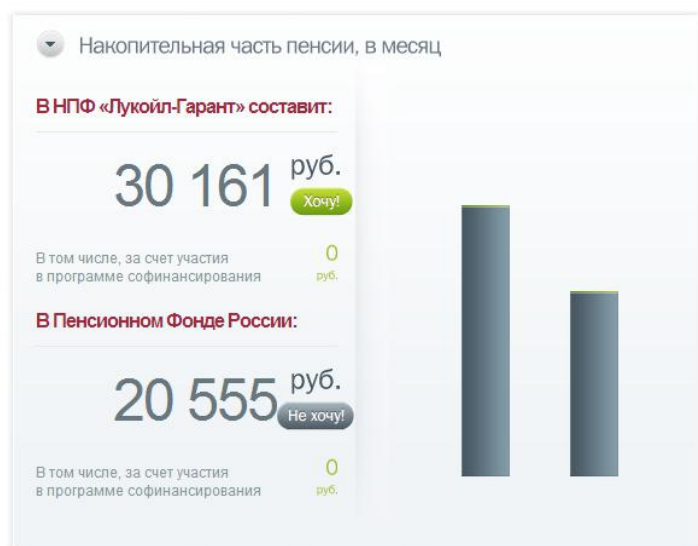 Накопительная часть пенсии, в месяц
В НПФ «Лукойл-Гарант» составит:
30 161 руб.
Хочу!
В том числе, за счет участия
в программе софинансирования
0
руб.
В Пенсионном Фонде России:
20 555 руб.
Не хочу!
В том числе, за счет участия
в программе софинансирования
0
руб.